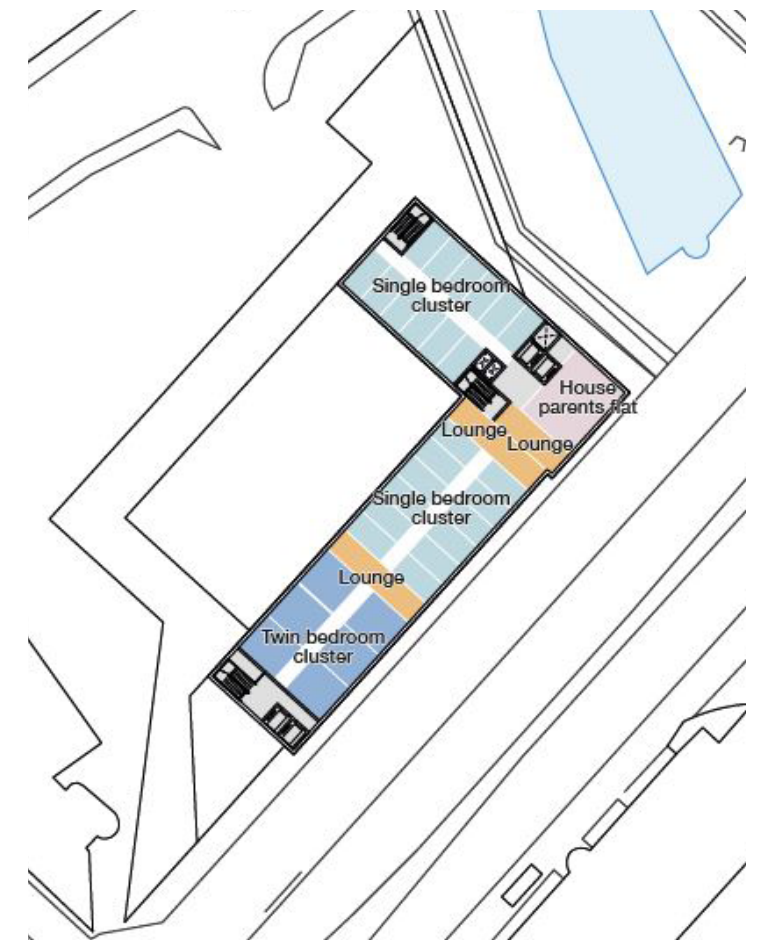 Single bedroom
cluster
House
parents flat
Lounge
Lounge
Single bedroom
cluster
Lounge
Twin bedroom
cluster